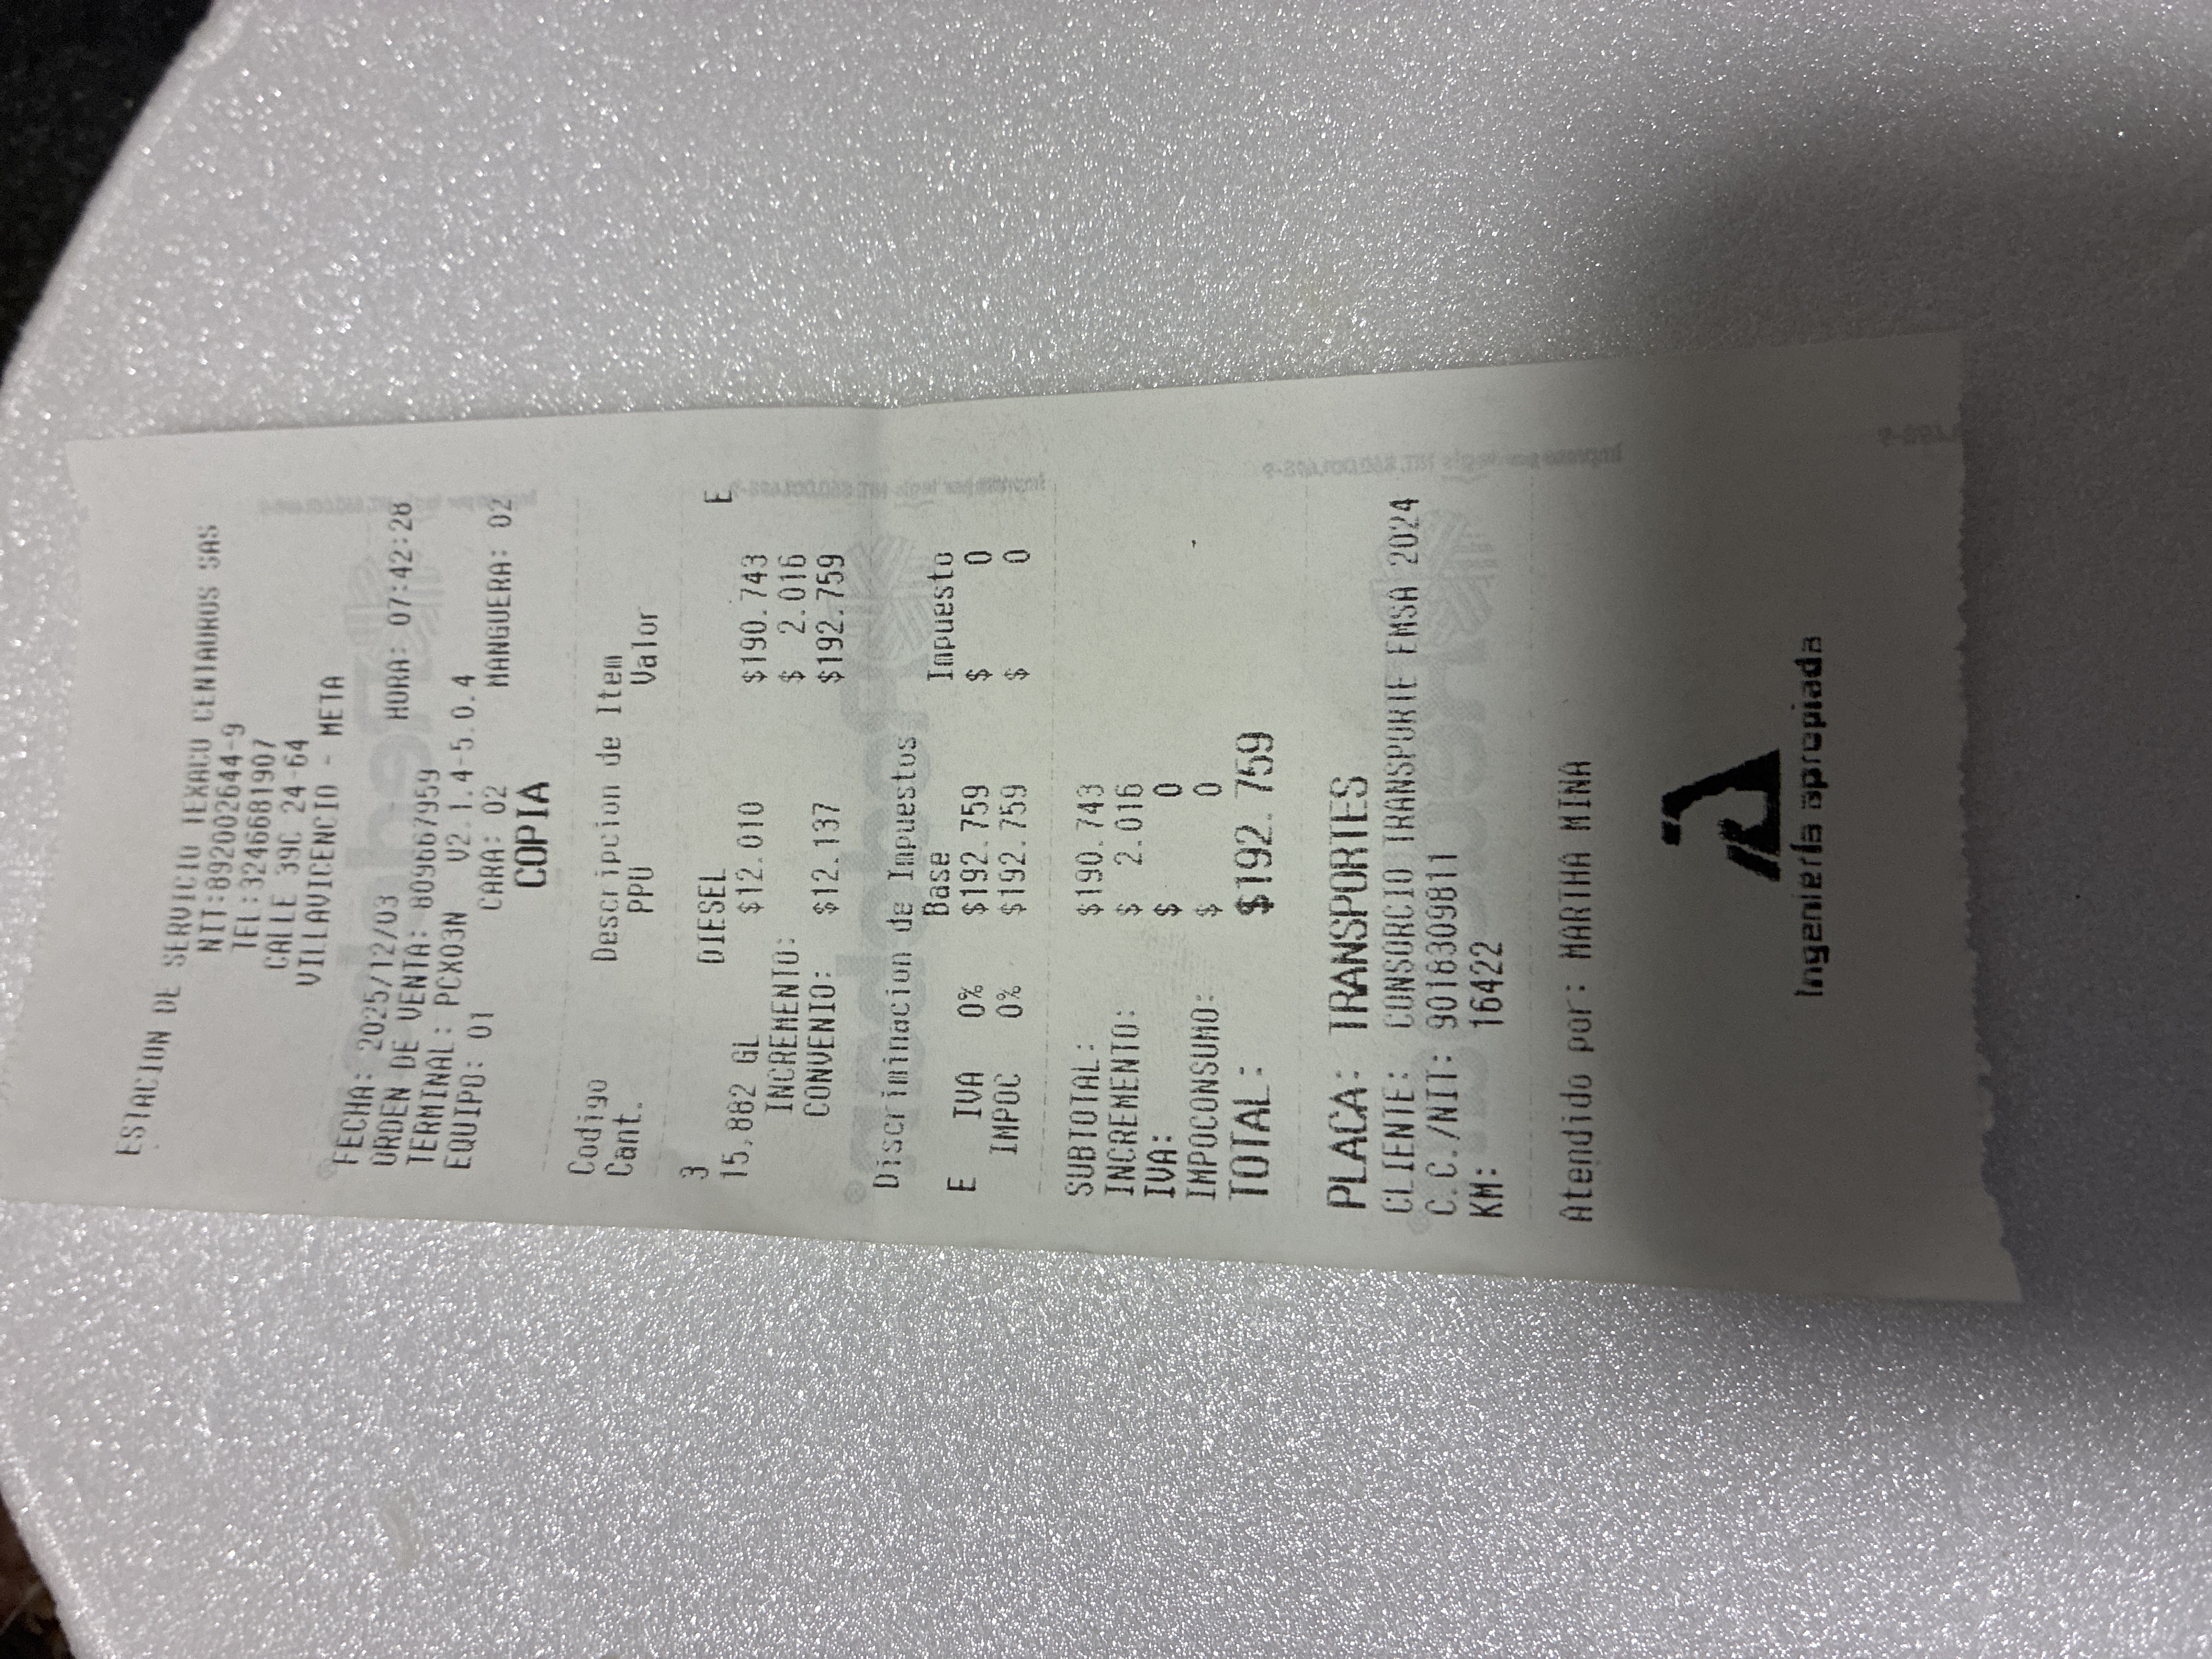 ESTACION DE SERVICIO TEXACO CENTAUROS SAS
NIT:892002644-9
TEL:3246681907
CALLE 39C 24-64
VILLAVICENCIO - META
FECHA: 2025/12/03 HORA: 07:42:28
ORDEN DE VENTA: 8096667959
TERMINAL: PCX03N V2.1.4-5.0.4
EQUIPO: 01 CARA: 02 MANGUERA: 02
COPIA
Codigo Descripcion de Item
Cant. PPU Valor
3 DIESEL E
15,882 GL $12.010 $190.743
INCREMENTO: $ 2.016
CONVENIO: $12.137 $192.759
Discriminacion de Impuestos
Base Impuesto
E IVA 0% $192.759 $ 0
IMPOC 0% $192.759 $ 0
SUBTOTAL: $190.743
INCREMENTO: $ 2.016
IVA: $ 0
IMPOCONSUMO: $ 0
TOTAL: $192.759
PLACA: TRANSPORTES
CLIENTE: CONSORCIO TRANSPORTE EMSA 2024
C.C./NIT: 9018309811
KM: 16422
Atendido por: MARTHA MINA
Ingeniería apropiada